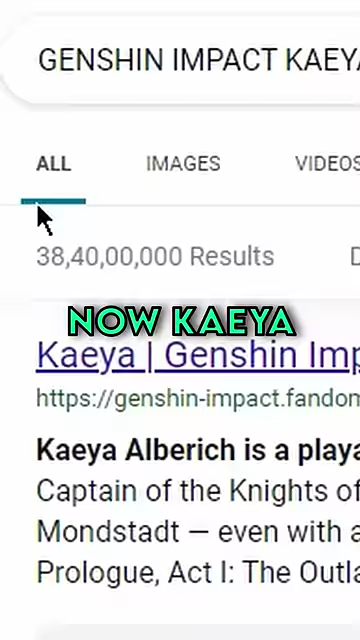 GENSHIN IMPACT KAEYA
ALL IMAGES VIDEOS
38,40,00,000 Results
NOW KAEYA
Kaeya | Genshin Imp
https://genshin-impact.fandom
Kaeya Alberich is a playa
Captain of the Knights of
Mondstadt — even with a
Prologue, Act I: The Outla